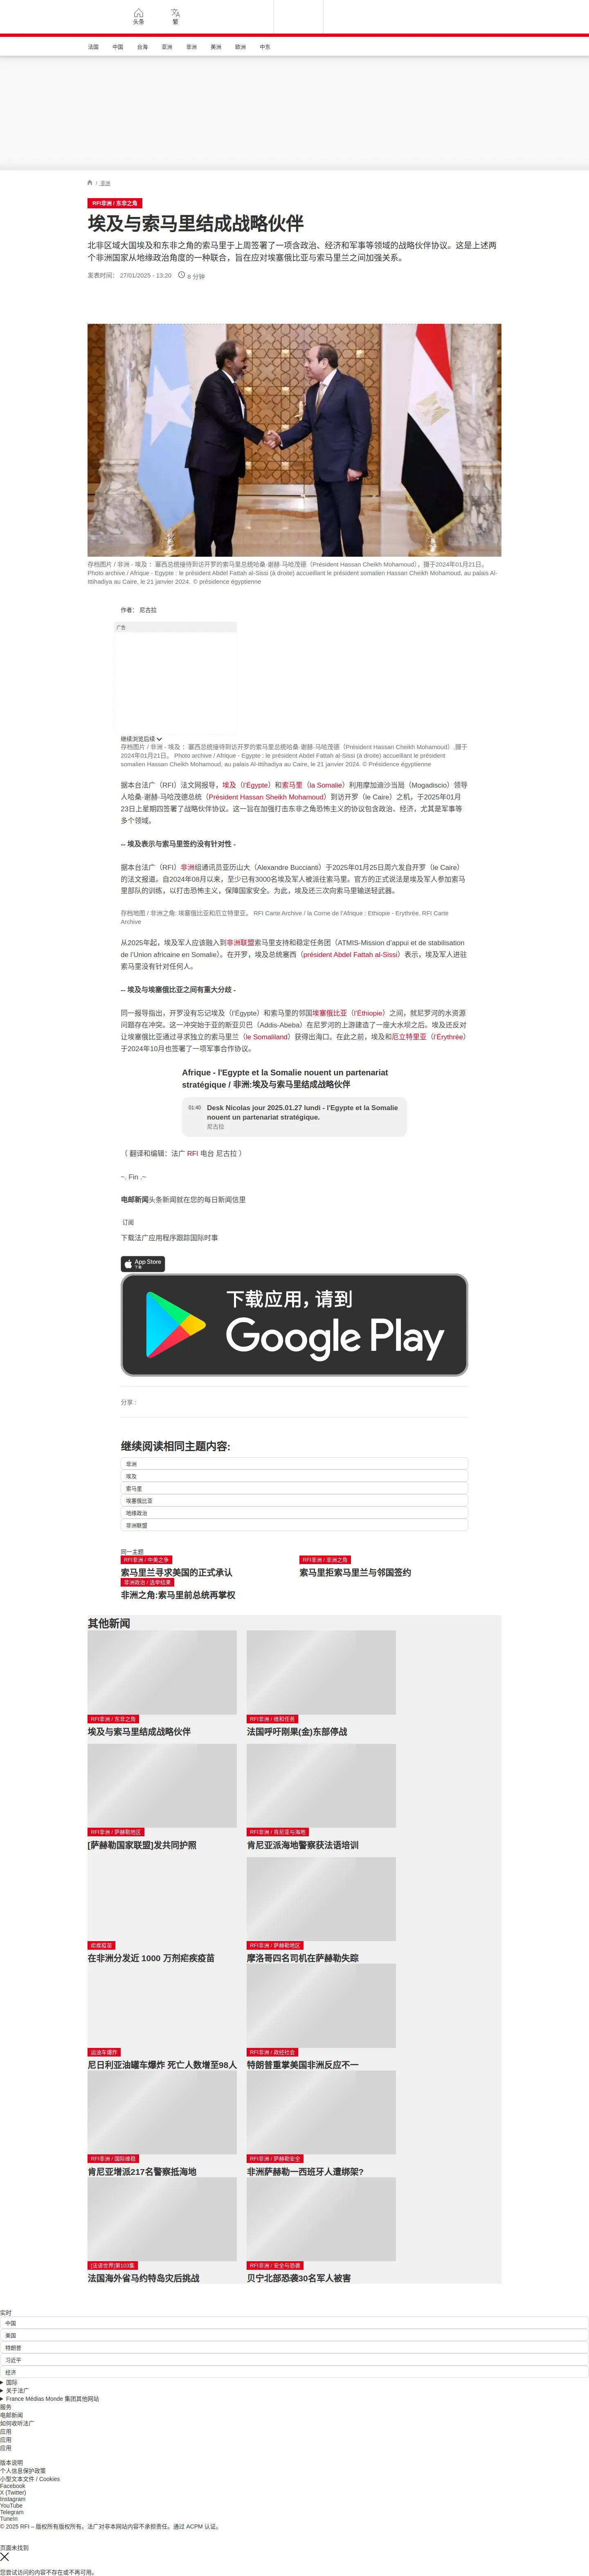 头条
繁
法国
中国
台海
亚洲
非洲
美洲
欧洲
中东
/ 非洲
RFI非洲 / 东非之角
埃及与索马里结成战略伙伴
北非区域大国埃及和东非之角的索马里于上周签署了一项含政治、经济和军事等领域的战略伙伴协议。这是上述两
个非洲国家从地缘政治角度的一种联合，旨在应对埃塞俄比亚与索马里兰之间加强关系。
发表时间： 27/01/2025 - 13:20
8 分钟
存档图片 / 非洲 - 埃及 ：塞西总统接待到访开罗的索马里总统哈桑·谢赫·马哈茂德（Président Hassan Cheikh Mohamoud），摄于2024年01月21日。
Photo archive / Afrique - Egypte : le président Abdel Fattah al-Sissi (à droite) accueillant le président somalien Hassan Cheikh Mohamoud, au palais Al-
Ittihadiya au Caire, le 21 janvier 2024. © présidence égyptienne
作者： 尼古拉
广告
继续浏览后续
存档图片 / 非洲 - 埃及 ：塞西总统接待到访开罗的索马里总统哈桑·谢赫·马哈茂德（Président Hassan Cheikh Mohamoud）,摄于
2024年01月21日。 Photo archive / Afrique - Egypte : le président Abdel Fattah al-Sissi (à droite) accueillant le président
somalien Hassan Cheikh Mohamoud, au palais Al-Ittihadiya au Caire, le 21 janvier 2024. © Présidence égyptienne
据本台法广（RFI）法文网报导，埃及（l'Égypte）和索马里（la Somalie）利用摩加迪沙当局（Mogadiscio）领导
人哈桑·谢赫·马哈茂德总统（Président Hassan Sheikh Mohamoud）到访开罗（le Caire）之机，于2025年01月
23日上星期四签署了战略伙伴协议。这一旨在加强打击东非之角恐怖主义的协议包含政治、经济，尤其是军事等
多个领域。
-- 埃及表示与索马里签约没有针对性 -
据本台法广（RFI）非洲组通讯员亚历山大（Alexandre Buccianti）于2025年01月25日周六发自开罗（le Caire）
的法文报道。自2024年08月以来，至少已有3000名埃及军人被派往索马里。官方的正式说法是埃及军人参加索马
里部队的训练，以打击恐怖主义，保障国家安全。为此，埃及还三次向索马里输送轻武器。
存档地图 / 非洲之角: 埃塞俄比亚和厄立特里亚。 RFI Carte Archive / la Corne de l'Afrique : Ethiopie - Erythrée. RFI Carte
Archive
从2025年起，埃及军人应该融入到非洲联盟索马里支持和稳定任务团（ATMIS-Mission d'appui et de stabilisation
de l'Union africaine en Somalie）。在开罗，埃及总统塞西（président Abdel Fattah al-Sissi）表示，埃及军人进驻
索马里没有针对任何人。
-- 埃及与埃塞俄比亚之间有重大分歧 -
同一报导指出，开罗没有忘记埃及（l'Égypte）和索马里的邻国埃塞俄比亚（l'Éthiopie）之间，就尼罗河的水资源
问题存在冲突。这一冲突始于亚的斯亚贝巴（Addis-Abeba）在尼罗河的上游建造了一座大水坝之后。埃及还反对
让埃塞俄比亚通过寻求独立的索马里兰（le Somaliland）获得出海口。在此之前，埃及和厄立特里亚（l'Erythrée）
于2024年10月也签署了一项军事合作协议。
Afrique - l'Egypte et la Somalie nouent un partenariat
stratégique / 非洲:埃及与索马里结成战略伙伴
01:40
Desk Nicolas jour 2025.01.27 lundi - l'Egypte et la Somalie
nouent un partenariat stratégique.
尼古拉
（ 翻译和编辑：法广 RFI 电台 尼古拉 ）
~. Fin .~
电邮新闻头条新闻就在您的每日新闻信里
订阅
下载法广应用程序跟踪国际时事
App Store
下载
下载应用，请到
Google Play
分享 :
继续阅读相同主题内容:
非洲
埃及
索马里
埃塞俄比亚
地缘政治
非洲联盟
同一主题
RFI非洲 / 中美之争
索马里兰寻求美国的正式承认
RFI非洲 / 非洲之角
索马里拒索马里兰与邻国签约
非洲政治 / 选举结果
非洲之角:索马里前总统再掌权
其他新闻
RFI非洲 / 东非之角
埃及与索马里结成战略伙伴
RFI非洲 / 维和任务
法国呼吁刚果(金)东部停战
RFI非洲 / 萨赫勒地区
[萨赫勒国家联盟]发共同护照
RFI非洲 / 肯尼亚与海地
肯尼亚派海地警察获法语培训
疟疾疫苗
在非洲分发近 1000 万剂疟疾疫苗
RFI非洲 / 萨赫勒地区
摩洛哥四名司机在萨赫勒失踪
运油车爆炸
尼日利亚油罐车爆炸 死亡人数增至98人
RFI非洲 / 政经社会
特朗普重掌美国非洲反应不一
RFI非洲 / 国际维稳
肯尼亚增派217名警察抵海地
RFI非洲 / 萨赫勒安全
非洲萨赫勒一西班牙人遭绑架?
[法语世界]第103集
法国海外省马约特岛灾后挑战
RFI非洲 / 安全与恐袭
贝宁北部恐袭30名军人被害
实时
中国
美国
特朗普
习近平
经济
国际
关于法广
France Médias Monde 集团其他网站
服务
电邮新闻
如何收听法广
应用
应用
应用
版本说明
个人信息保护政策
小型文本文件 / Cookies
Facebook
X (Twitter)
Instagram
YouTube
Telegram
TuneIn
© 2025 RFI – 版权所有版权所有。法广对非本网站内容不承担责任。通过 ACPM 认证。
页面未找到
您尝试访问的内容不存在或不再可用。